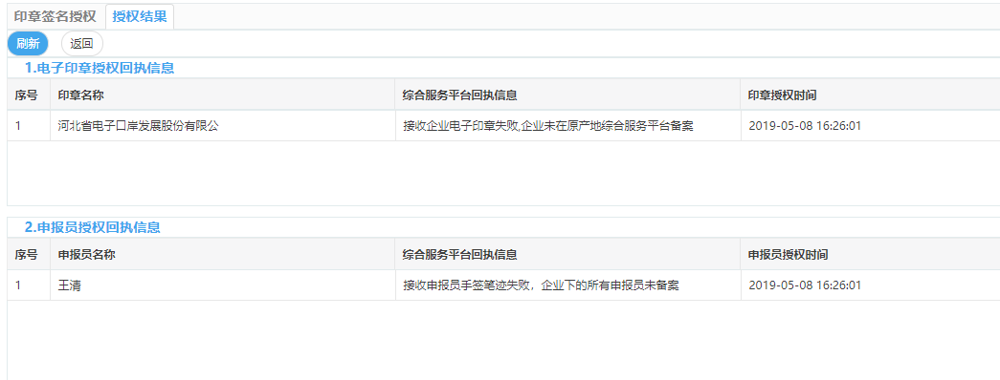 印章签名授权 授权结果
刷新 返回
1.电子印章授权回执信息
序号 印章名称 综合服务平台回执信息 印章授权时间
1 河北省电子口岸发展股份有限公 接收企业电子印章失败,企业未在原产地综合服务平台备案 2019-05-08 16:26:01
2.申报员授权回执信息
序号 申报员名称 综合服务平台回执信息 申报员授权时间
1 王清 接收申报员手签笔迹失败，企业下的所有申报员未备案 2019-05-08 16:26:01